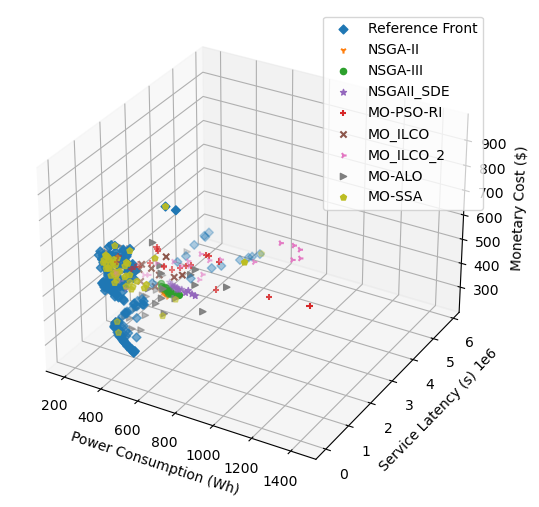 Reference Front
NSGA-II
NSGA-III
NSGAII_SDE
MO-PSO-RI
MO_ILCO
MO_ILCO_2
MO-ALO
MO-SSA
900
800
700
600
500
400
300
Monetary Cost ($)
6
5
4
3
2
1
0
1e6
Service Latency (s)
200
400
600
800
1000
1200
1400
Power Consumption (Wh)